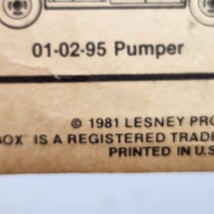 01-02-95 Pumper
© 1981 LESNEY PRO
BOX IS A REGISTERED TRADE
PRINTED IN U.S